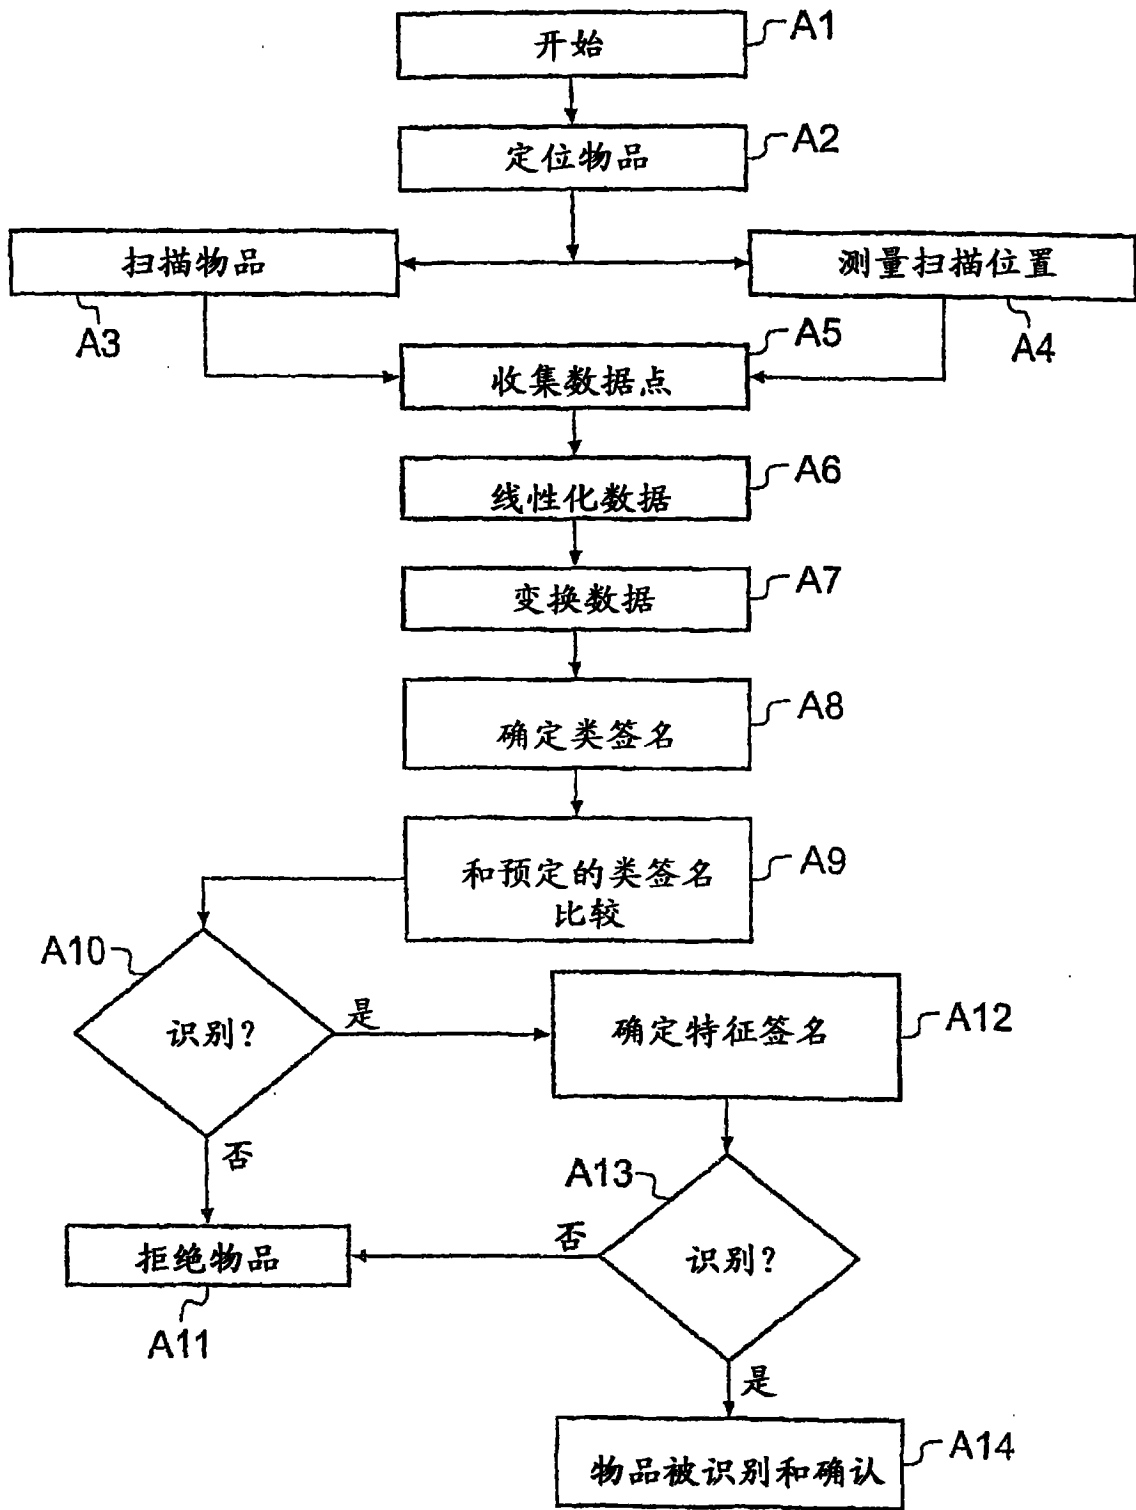 开始
A1
定位物品
A2
扫描物品
A3
测量扫描位置
A4
收集数据点
A5
线性化数据
A6
变换数据
A7
确定类签名
A8
和预定的类签名
比较
A9
A10
识别?
是
否
确定特征签名
A12
拒绝物品
A11
A13
识别?
否
是
物品被识别和确认
A14